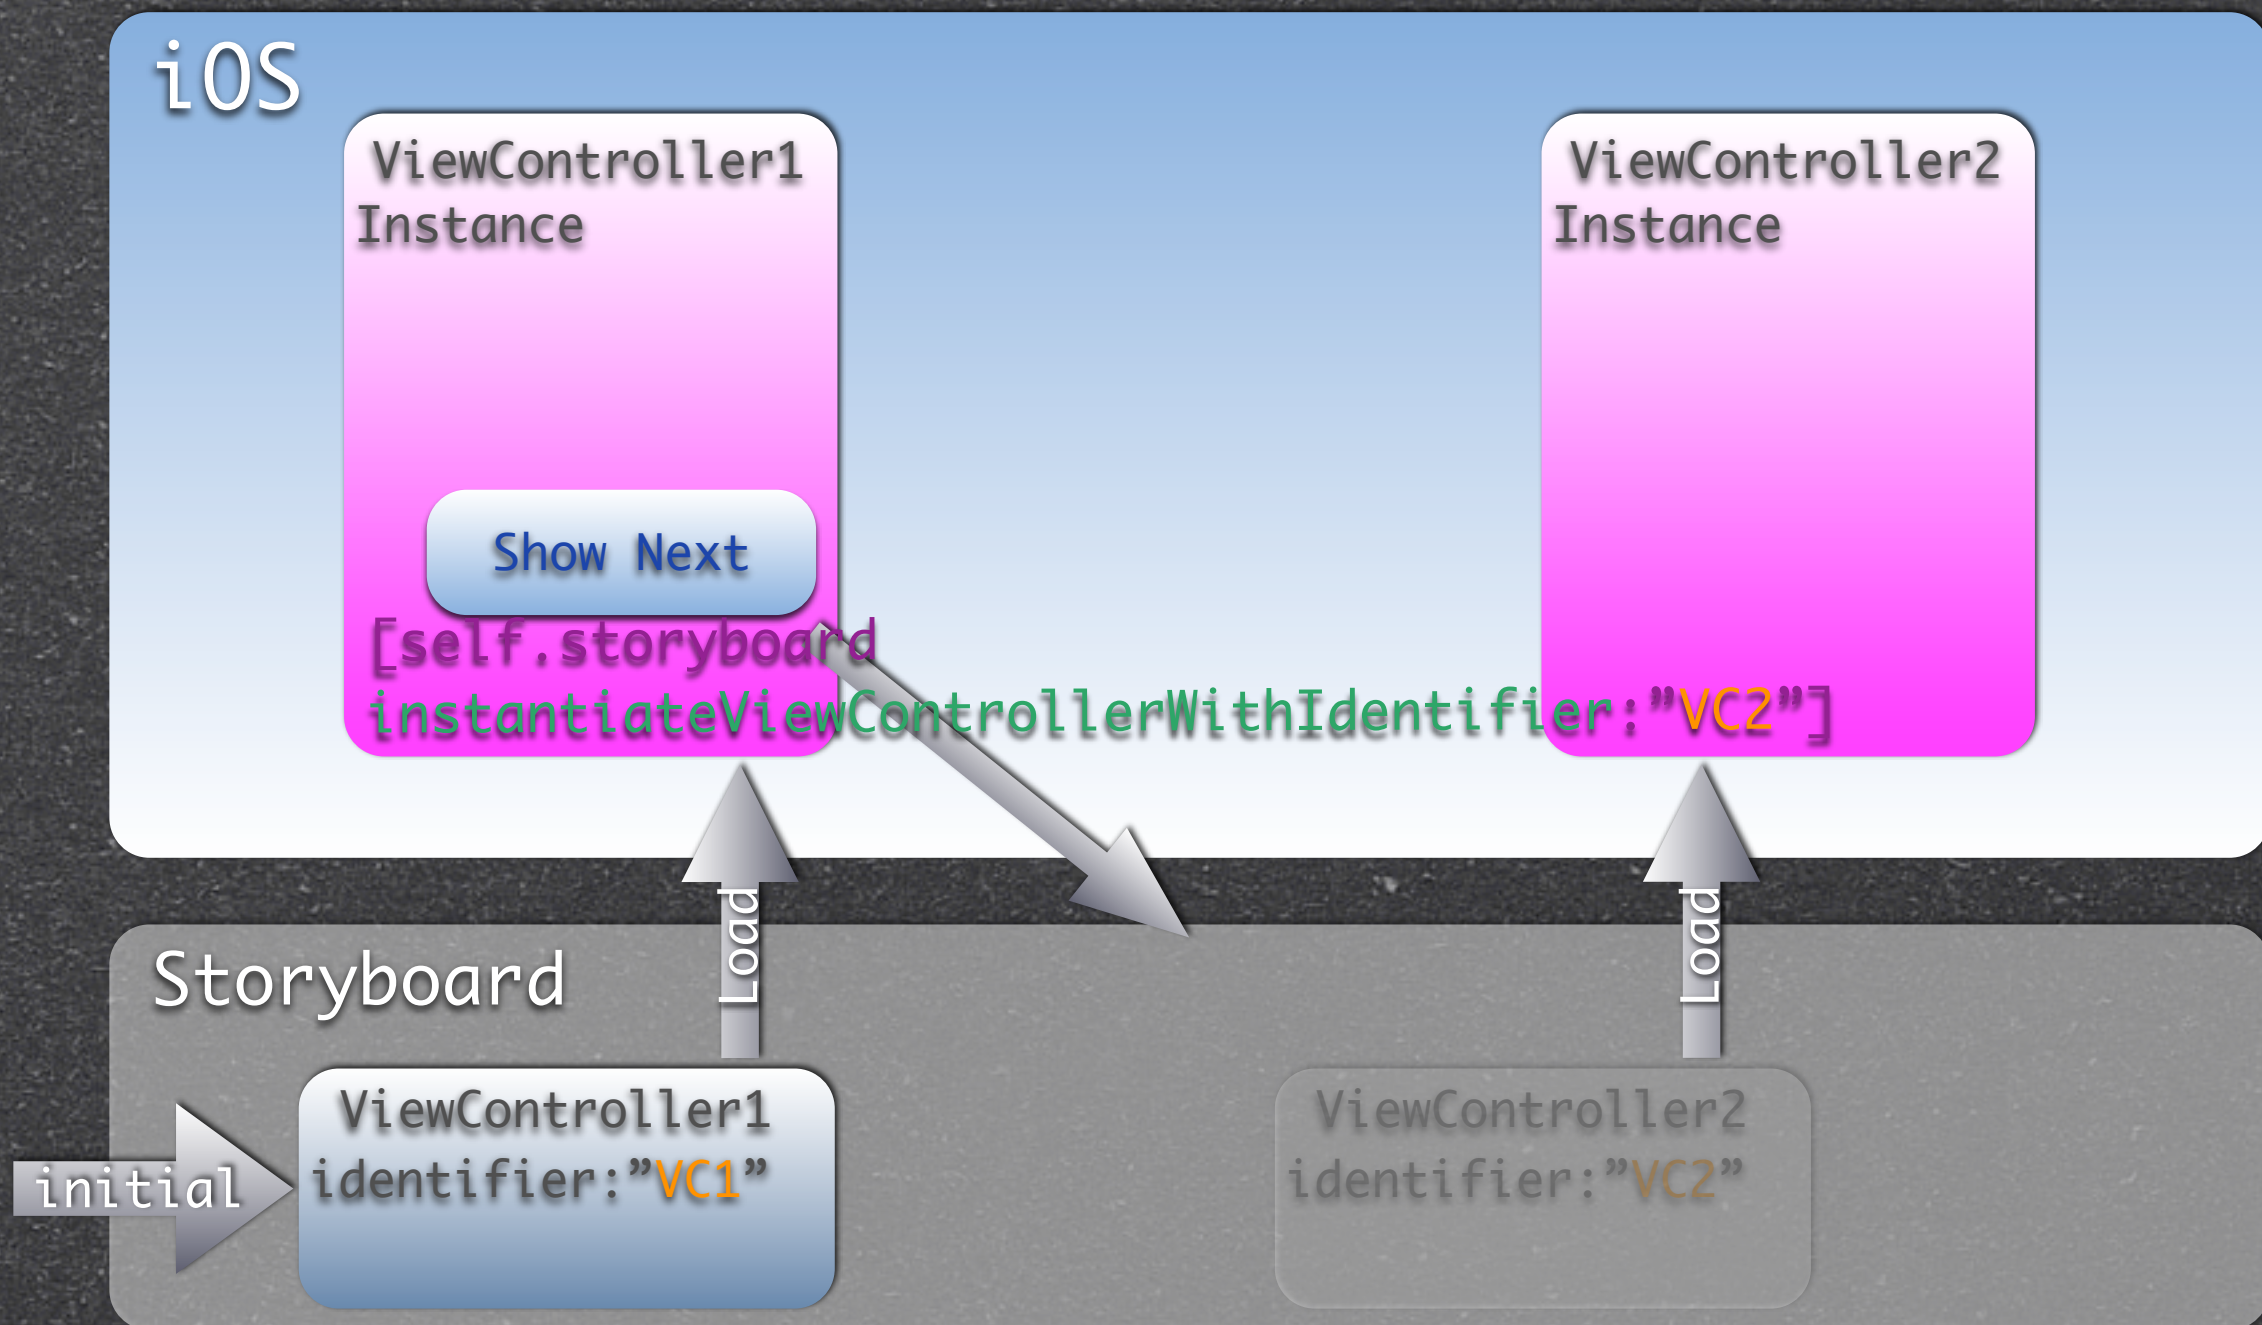 iOS
ViewController1
Instance
ViewController2
Instance
Show Next
[self.storyboard
instantiateViewControllerWithIdentifier:”VC2”]
Load
Load
Storyboard
initial
ViewController1
identifier:”VC1”
ViewController2
identifier:”VC2”